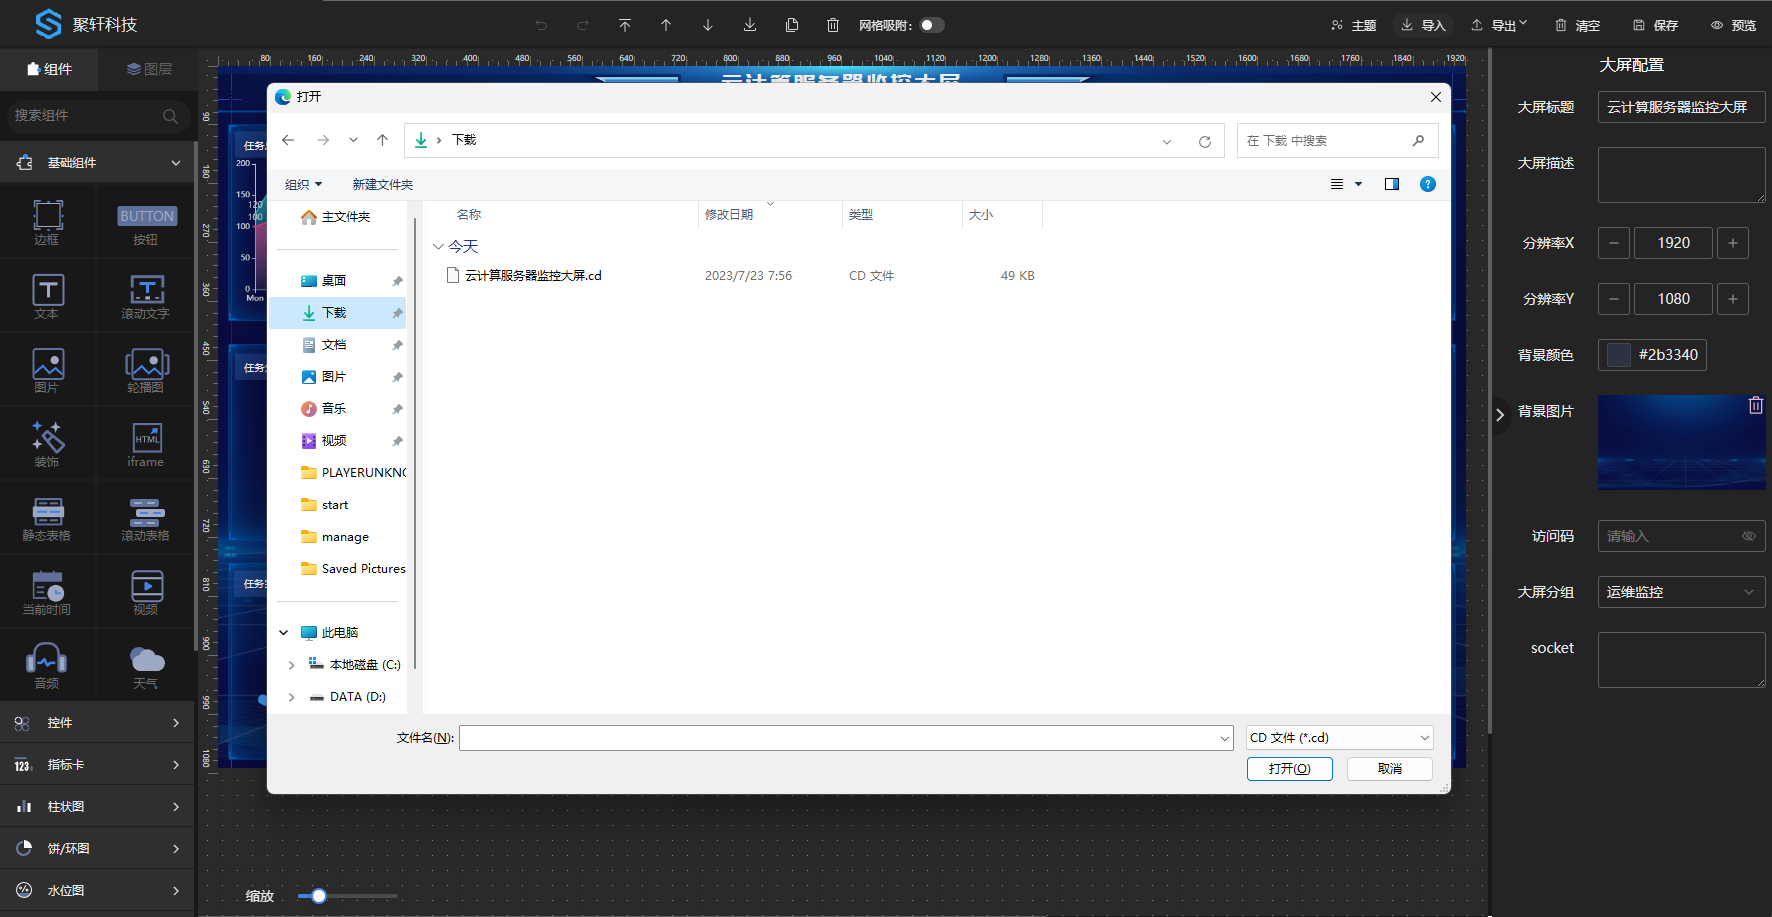 聚轩科技
网格吸附:
主题
导入
导出
清空
保存
预览
组件
图层
搜索组件
基础组件
边框
BUTTON
按钮
文本
滚动文字
图片
轮播图
装饰
HTML
iframe
静态表格
滚动表格
当前时间
视频
音频
天气
控件
123
指标卡
柱状图
饼/环图
水位图
80 160 240 320 400 480 560 640 720 800 880 960 1040 1120 1200 1280 1360 1440 1520 1600 1680 1760 1840 1920
90
180
270
360
450
540
630
720
810
900
990
1080
云计算服务器监控大屏
200
150
120
100
100
50
0
Mon
打开
下载
在 下载 中搜索
组织
新建文件夹
主文件夹
桌面
下载
文档
图片
音乐
视频
PLAYERUNKNO
start
manage
Saved Pictures
此电脑
本地磁盘 (C:)
DATA (D:)
名称 修改日期 类型 大小
今天
云计算服务器监控大屏.cd 2023/7/23 7:56 CD 文件 49 KB
文件名(N):
CD 文件 (*.cd)
打开(O)
取消
缩放
大屏配置
大屏标题 云计算服务器监控大屏
大屏描述
分辨率X − 1920 +
分辨率Y − 1080 +
背景颜色 #2b3340
背景图片
访问码 请输入
大屏分组 运维监控
socket